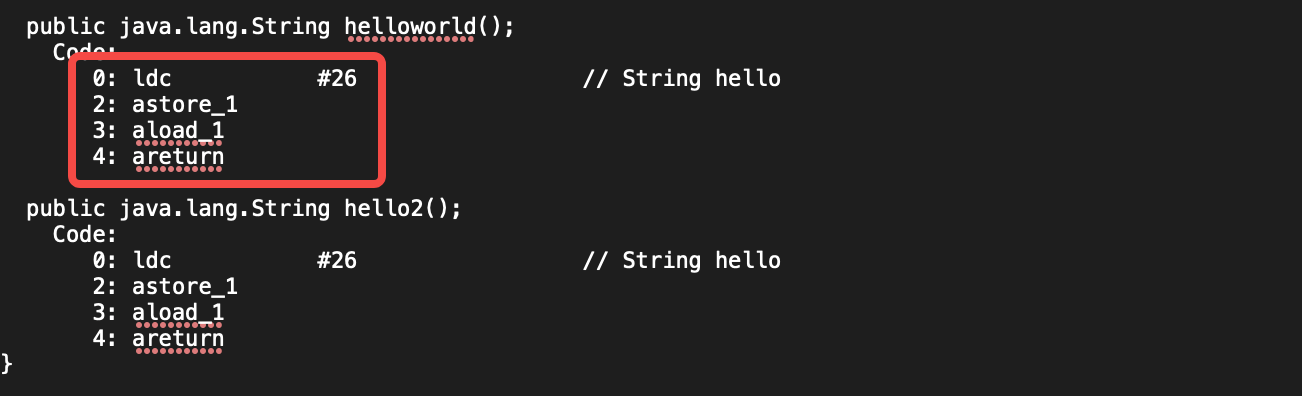 public java.lang.String helloworld();
Code:
0: ldc #26 // String hello
2: astore_1
3: aload_1
4: areturn
public java.lang.String hello2();
Code:
0: ldc #26 // String hello
2: astore_1
3: aload_1
4: areturn
}